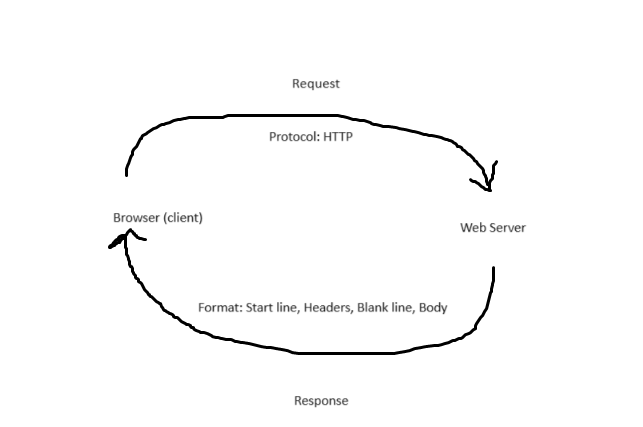 Request
Protocol: HTTP
Browser (client)
Web Server
Format: Start line, Headers, Blank line, Body
Response